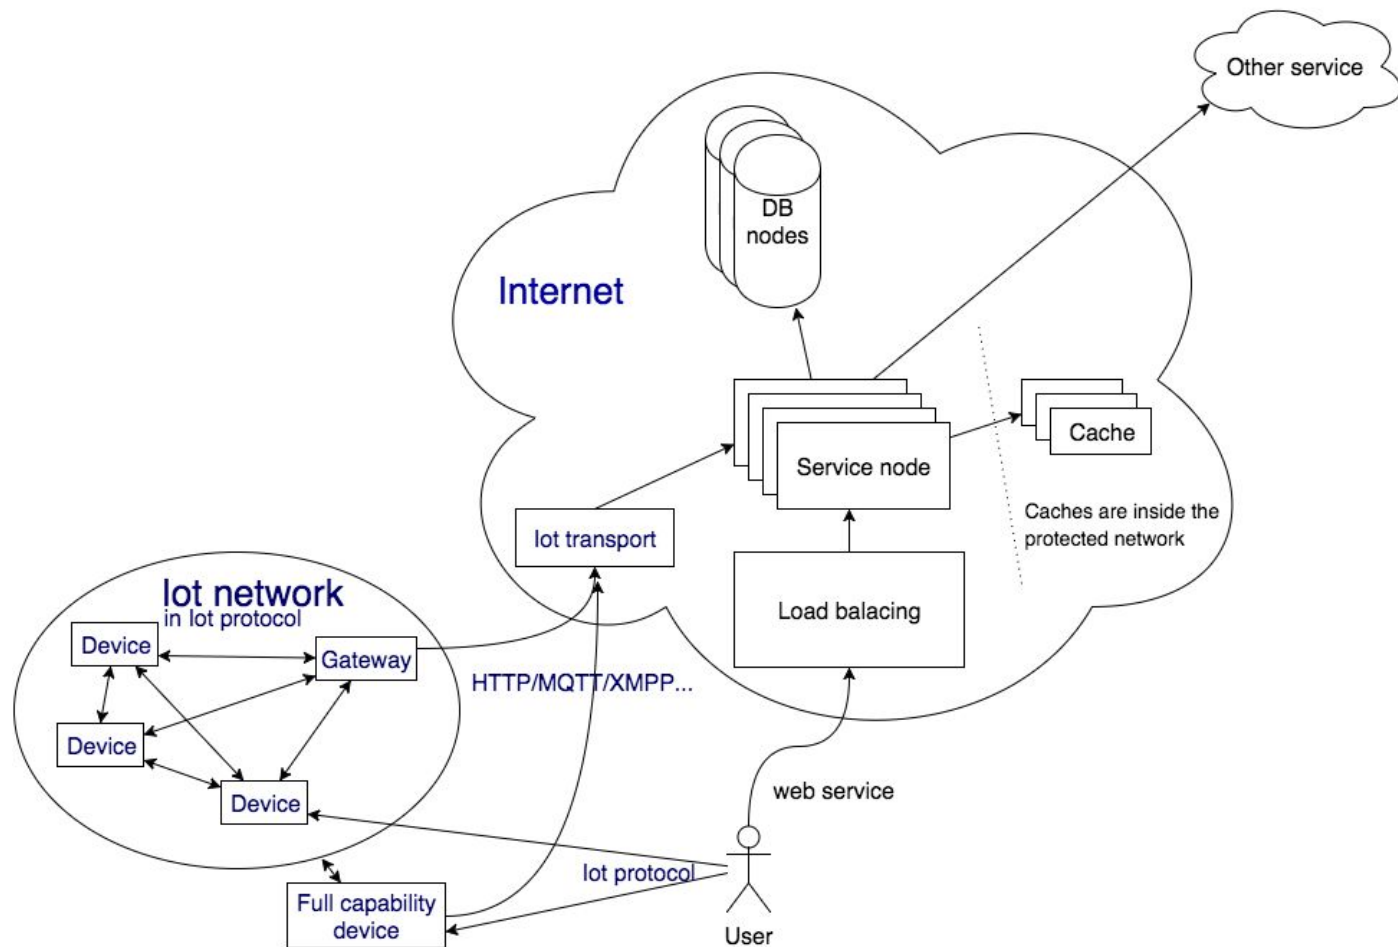 Other service
DB
nodes
Internet
Cache
Service node
Caches are inside the
protected network
Iot transport
Load balacing
Iot network
in Iot protocol
Device
Gateway
HTTP/MQTT/XMPP...
Device
Device
web service
Iot protocol
Full capability
device
User